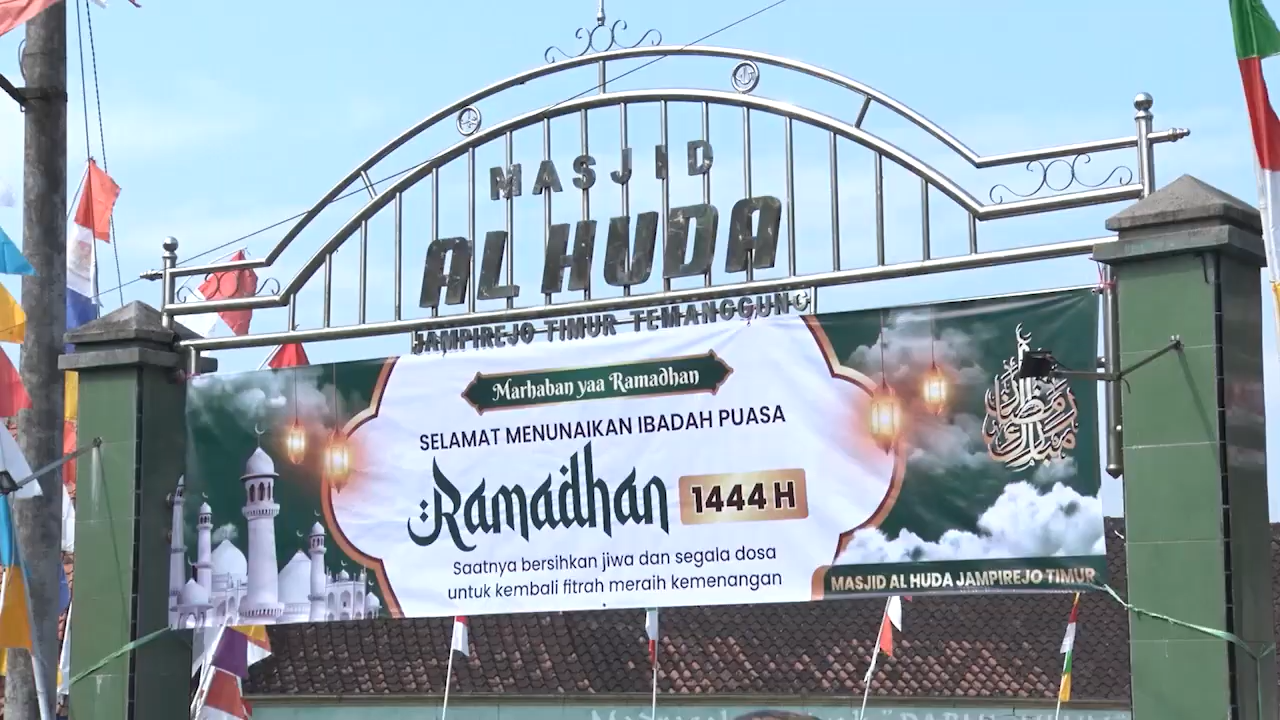 MASJID
AL HUDA
JAMPIREJO TIMUR TEMANGGUNG
Marhaban yaa Ramadhan
SELAMAT MENUNAIKAN IBADAH PUASA
Ramadhan 1444 H
Saatnya bersihkan jiwa dan segala dosa
untuk kembali fitrah meraih kemenangan
MASJID AL HUDA JAMPIREJO TIMUR